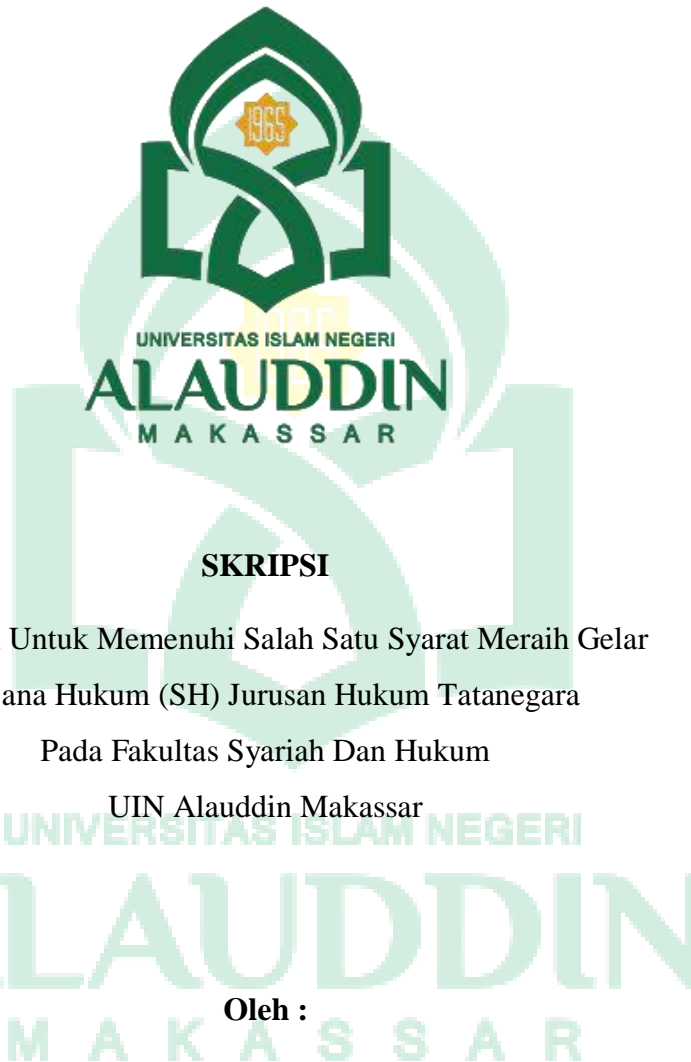 1965
UNIVERSITAS ISLAM NEGERI
ALAUDDIN
MAKASSAR
SKRIPSI
Untuk Memenuhi Salah Satu Syarat Meraih Gelar
ana Hukum (SH) Jurusan Hukum Tatanegara
Pada Fakultas Syariah Dan Hukum
UIN Alauddin Makassar
UNIVERSITAS ISLAM NEGERI
ALAUDDIN
Oleh :
MAKASSAR